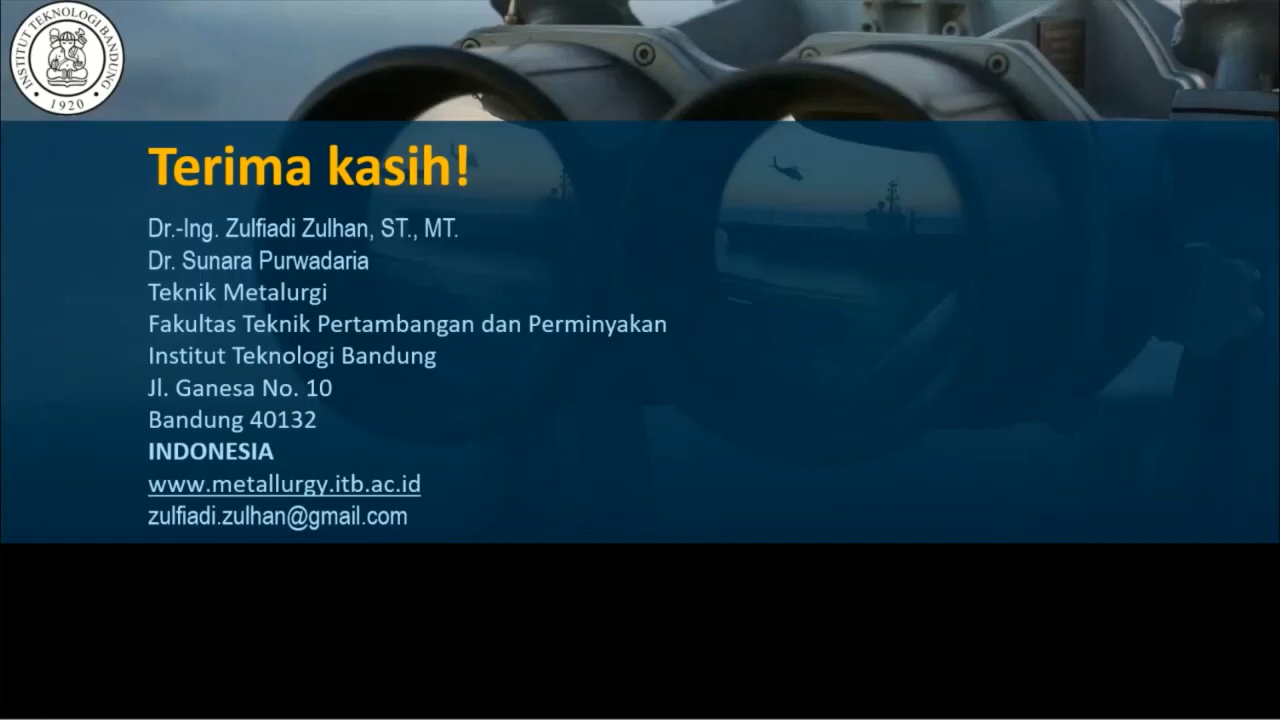 INSTITUT TEKNOLOGI BANDUNG
1920
Terima kasih!
Dr.-Ing. Zulfiadi Zulhan, ST., MT.
Dr. Sunara Purwadaria
Teknik Metalurgi
Fakultas Teknik Pertambangan dan Perminyakan
Institut Teknologi Bandung
Jl. Ganesa No. 10
Bandung 40132
INDONESIA
www.metallurgy.itb.ac.id
zulfiadi.zulhan@gmail.com